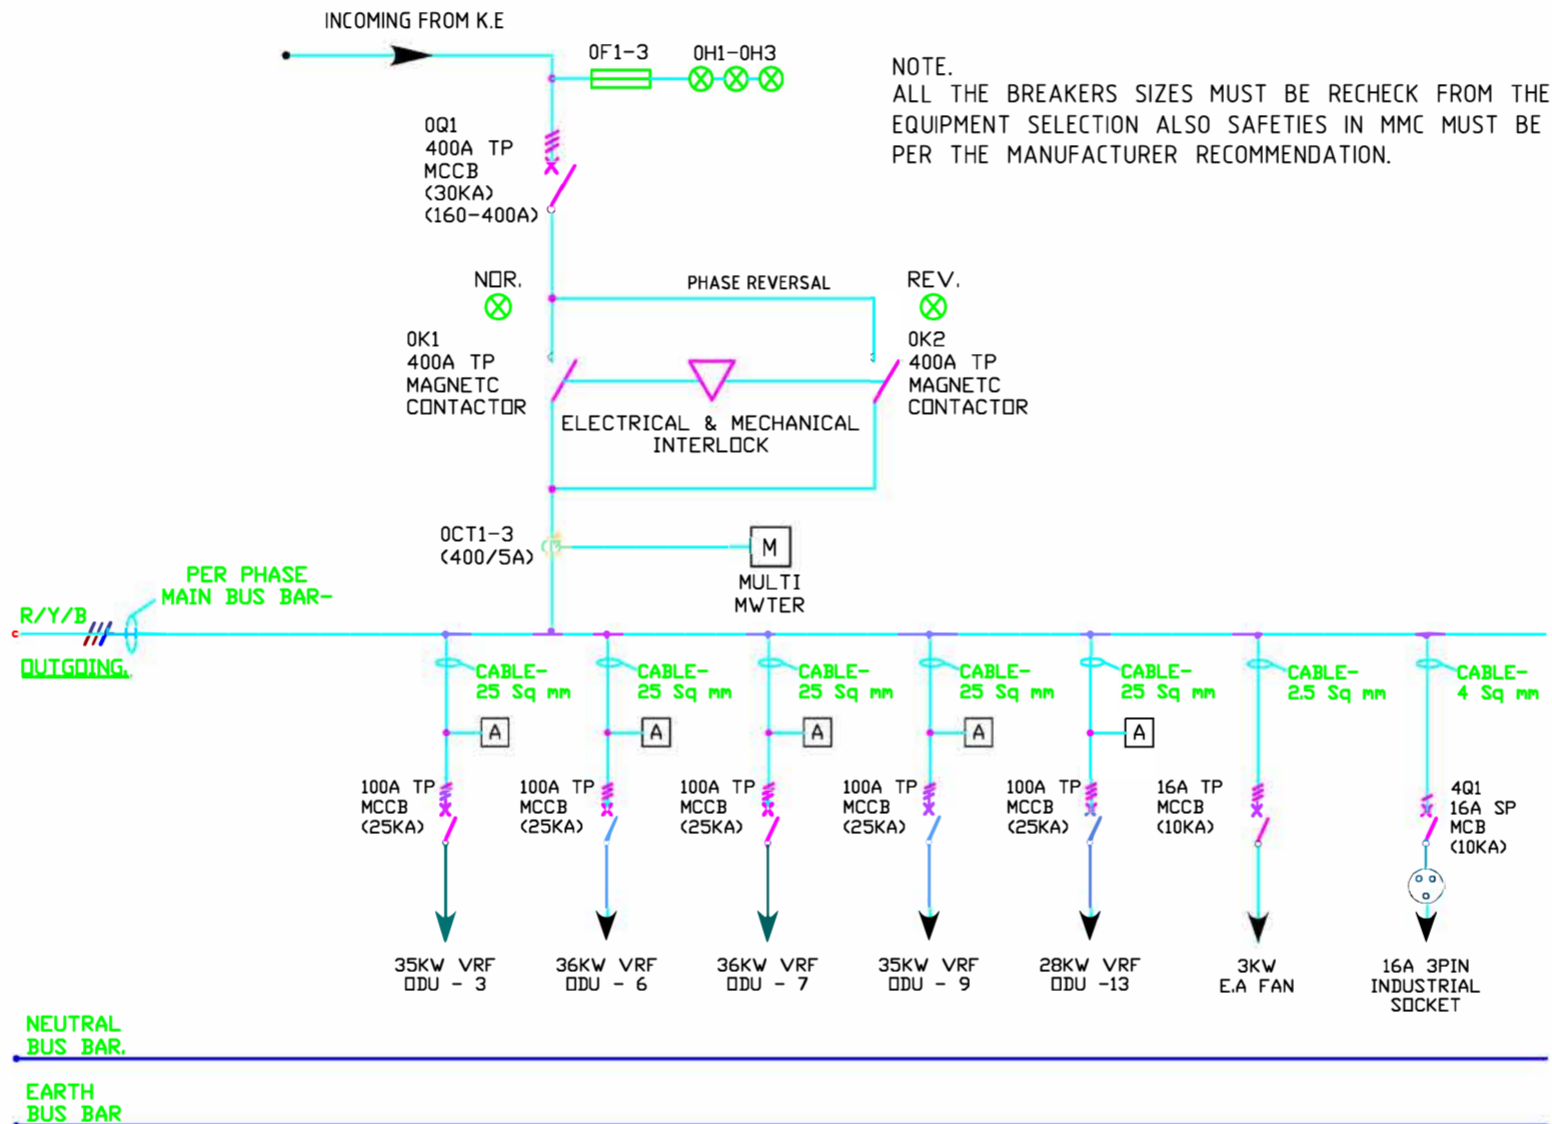 INCOMING FROM K.E
0F1-3
0H1-0H3
NOTE.
ALL THE BREAKERS SIZES MUST BE RECHECK FROM THE
EQUIPMENT SELECTION ALSO SAFETIES IN MMC MUST BE
PER THE MANUFACTURER RECOMMENDATION.
0Q1
400A TP
MCCB
(30KA)
(160-400A)
NOR.
PHASE REVERSAL
REV.
0K1
400A TP
MAGNETC
CONTACTOR
0K2
400A TP
MAGNETC
CONTACTOR
ELECTRICAL & MECHANICAL
INTERLOCK
0CT1-3
(400/5A)
M
MULTI
MWTER
PER PHASE
MAIN BUS BAR-
R/Y/B
OUTGOING.
CABLE-
25 Sq mm
CABLE-
25 Sq mm
CABLE-
25 Sq mm
CABLE-
25 Sq mm
CABLE-
25 Sq mm
CABLE-
2.5 Sq mm
CABLE-
4 Sq mm
A
A
A
A
A
100A TP
MCCB
(25KA)
100A TP
MCCB
(25KA)
100A TP
MCCB
(25KA)
100A TP
MCCB
(25KA)
100A TP
MCCB
(25KA)
16A TP
MCCB
(10KA)
4Q1
16A SP
MCB
(10KA)
35KW VRF
ODU - 3
36KW VRF
ODU - 6
36KW VRF
ODU - 7
35KW VRF
ODU - 9
28KW VRF
ODU -13
3KW
E.A FAN
16A 3PIN
INDUSTRIAL
SOCKET
NEUTRAL
BUS BAR.
EARTH
BUS BAR